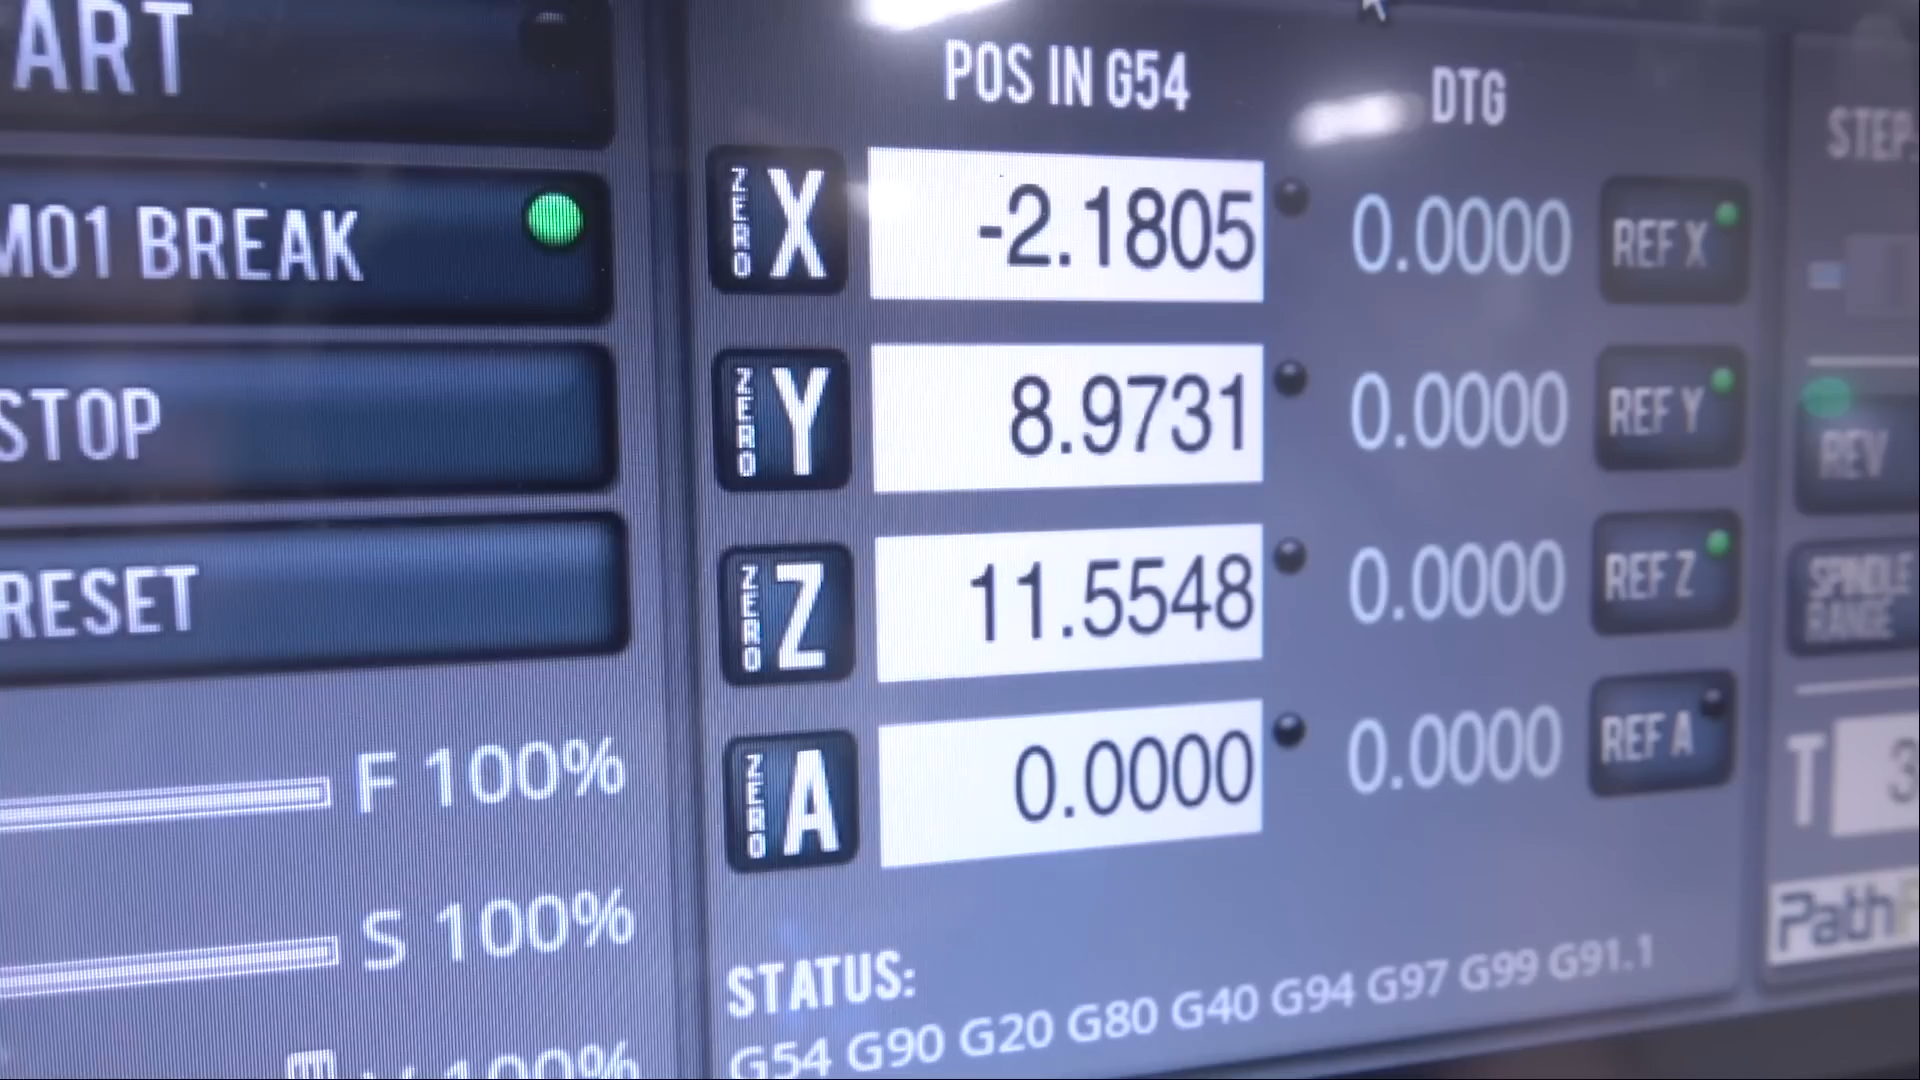 ART
M01 BREAK
STOP
RESET
F 100%
S 100%
V 100%
POS IN G54
DTG
ZERO X -2.1805 0.0000 REF X
ZERO Y 8.9731 0.0000 REF Y
ZERO Z 11.5548 0.0000 REF Z
ZERO A 0.0000 0.0000 REF A
STATUS:
G54 G90 G20 G80 G40 G94 G97 G99 G91.1
STEP:
REV
SPINDLE
RANGE
T 3
Path